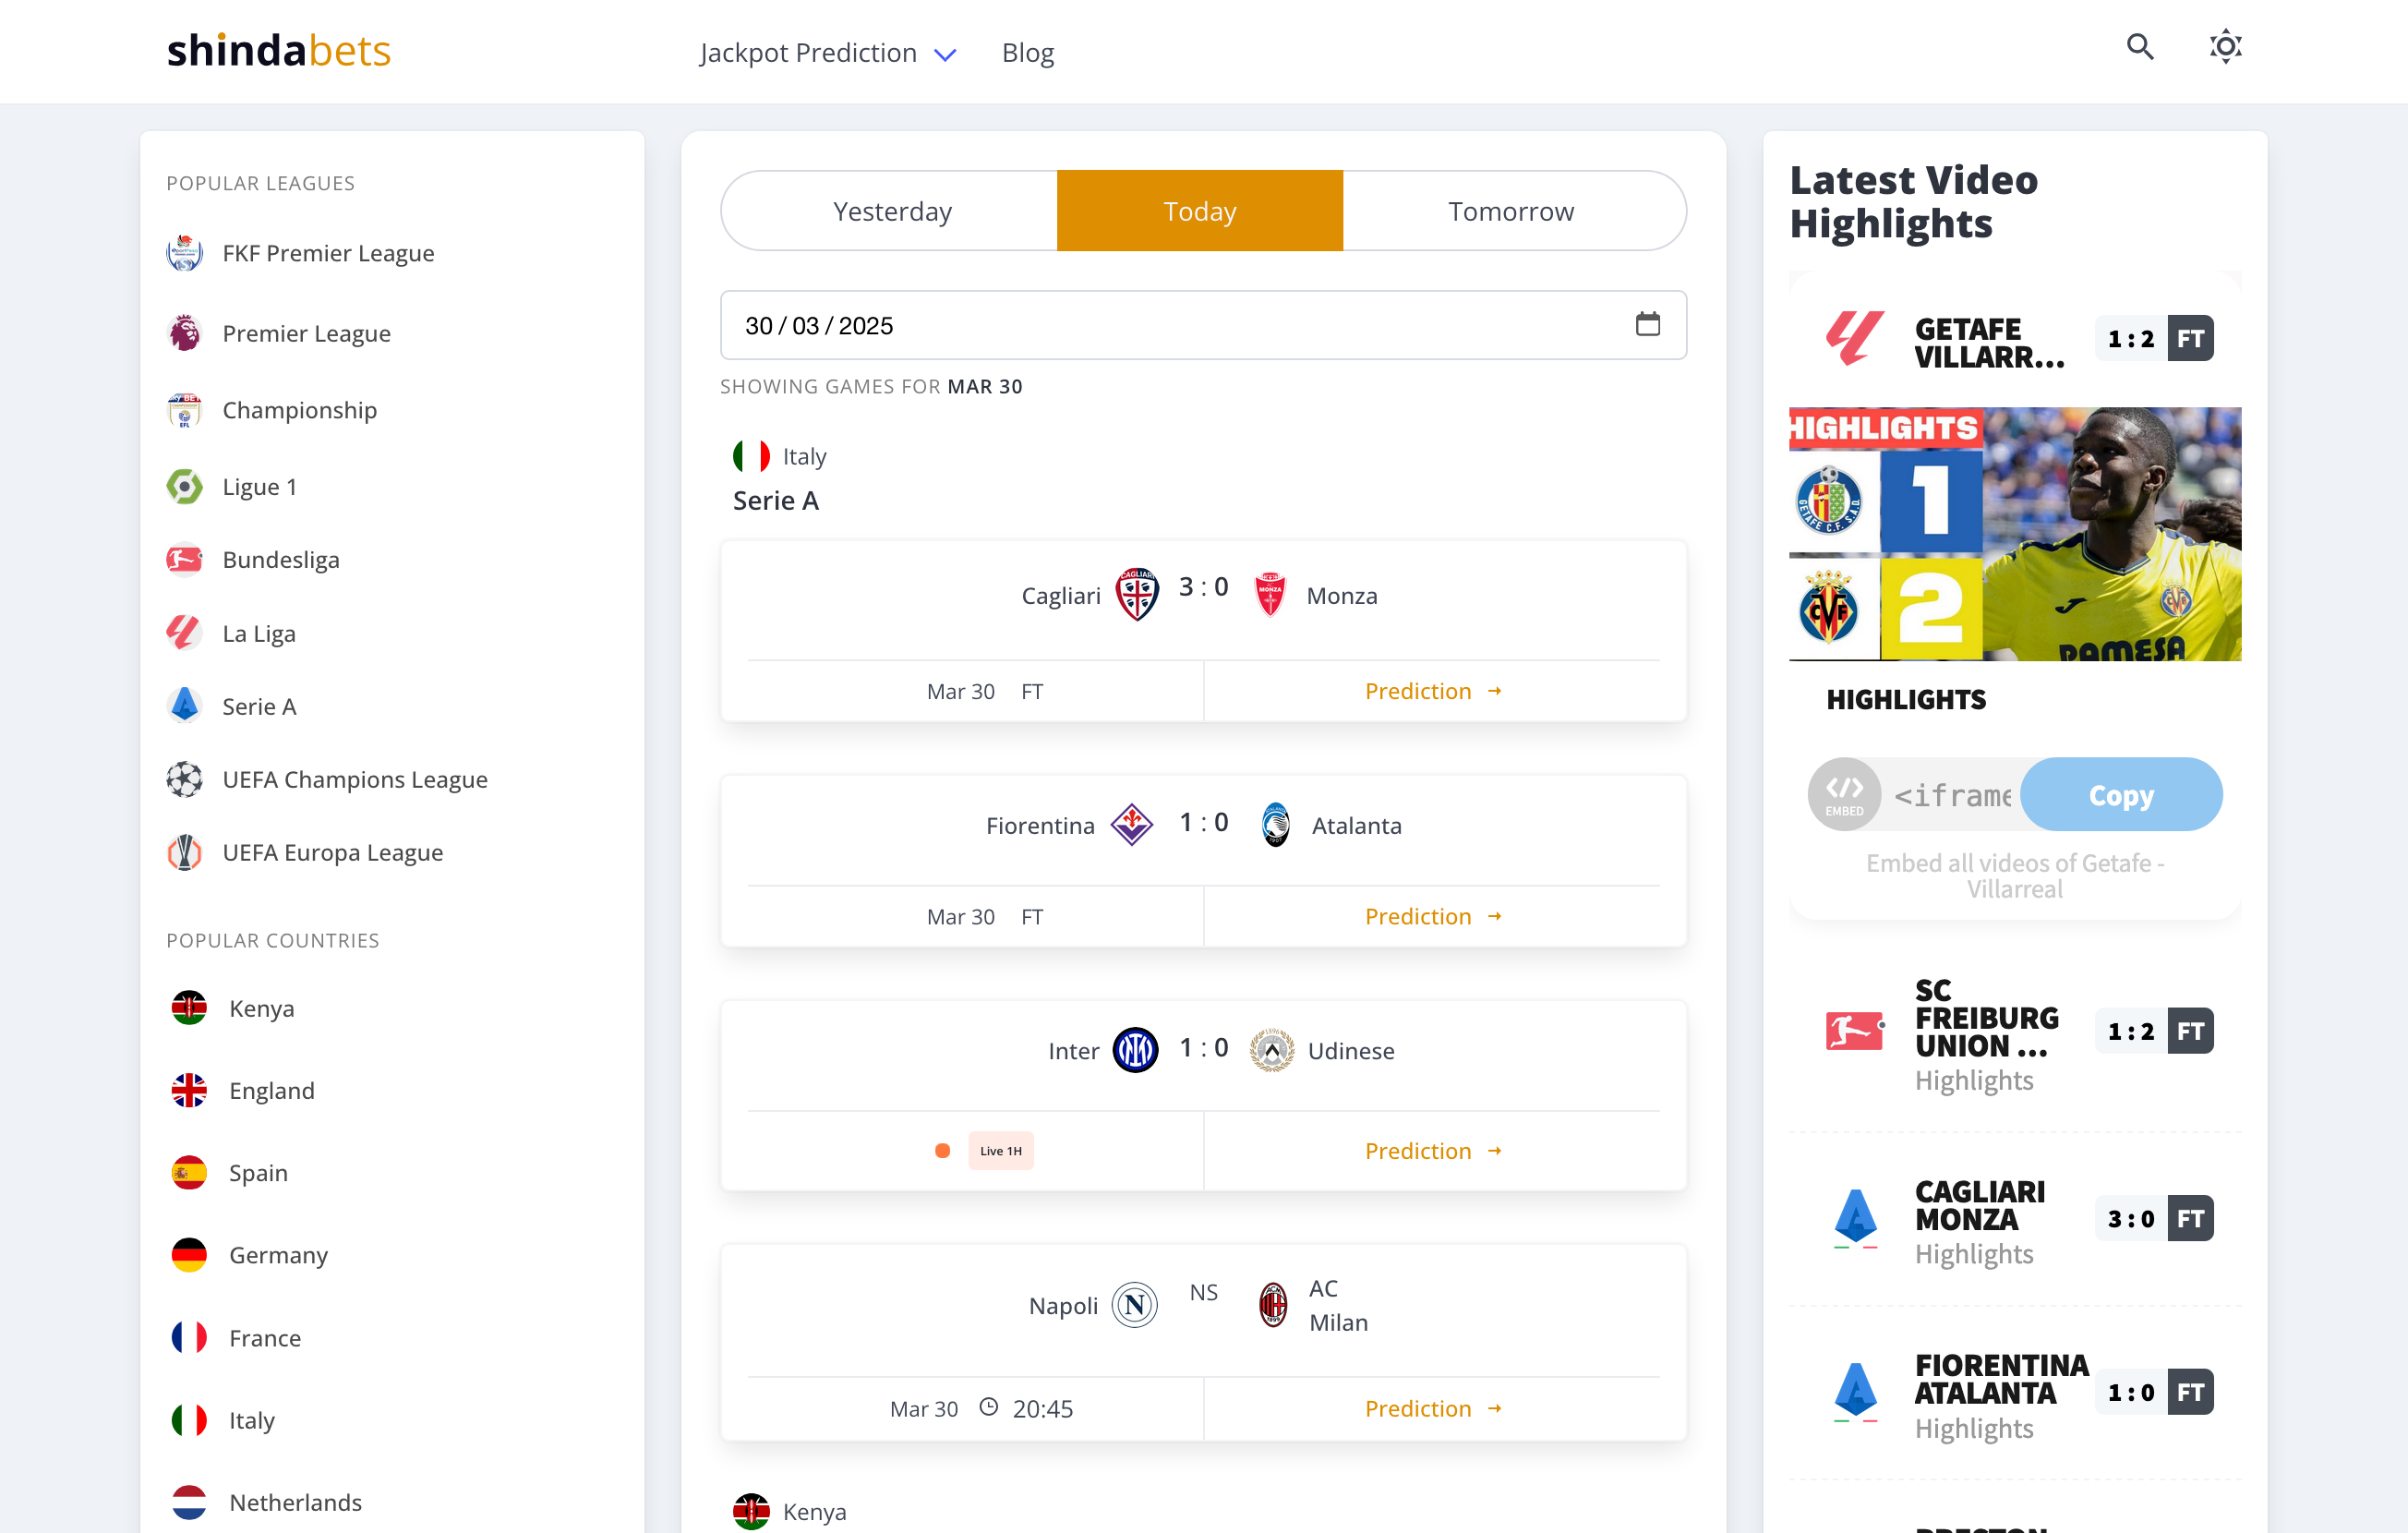 shindabets
Jackpot Prediction
Blog
POPULAR LEAGUES
FKF Premier League
Premier League
Championship
Ligue 1
Bundesliga
La Liga
Serie A
UEFA Champions League
UEFA Europa League
POPULAR COUNTRIES
Kenya
England
Spain
Germany
France
Italy
Netherlands
Yesterday
Today
Tomorrow
30 / 03 / 2025
SHOWING GAMES FOR MAR 30
Italy
Serie A
Cagliari 3 : 0 Monza
Mar 30 FT
Prediction →
Fiorentina 1 : 0 Atalanta
Mar 30 FT
Prediction →
Inter 1 : 0 Udinese
Live 1H
Prediction →
Napoli NS AC
Milan
Mar 30 20:45
Prediction →
Kenya
Latest Video
Highlights
GETAFE
VILLARR...
1 : 2 FT
HIGHLIGHTS
1
2
PAMESA
HIGHLIGHTS
</>
EMBED
<iframe
Copy
Embed all videos of Getafe -
Villarreal
SC
FREIBURG
UNION ...
Highlights
1 : 2 FT
CAGLIARI
MONZA
Highlights
3 : 0 FT
FIORENTINA
ATALANTA
Highlights
1 : 0 FT